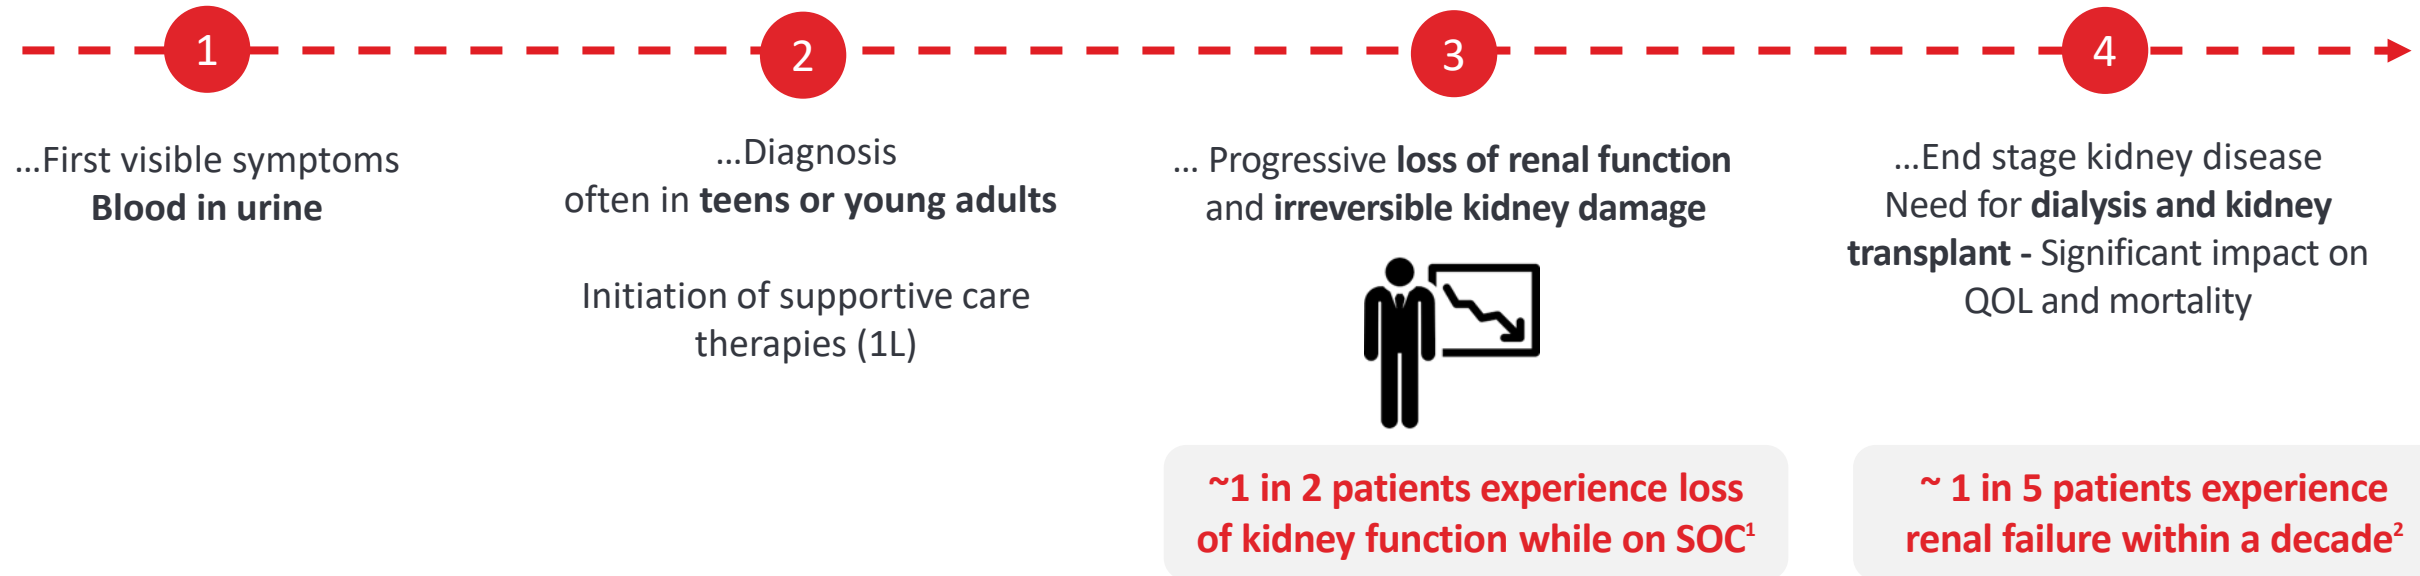 1
...First visible symptoms
Blood in urine
2
...Diagnosis
often in teens or young adults
Initiation of supportive care
therapies (1L)
3
... Progressive loss of renal function
and irreversible kidney damage
~1 in 2 patients experience loss
of kidney function while on SOC¹
4
...End stage kidney disease
Need for dialysis and kidney
transplant - Significant impact on
QOL and mortality
~ 1 in 5 patients experience
renal failure within a decade²